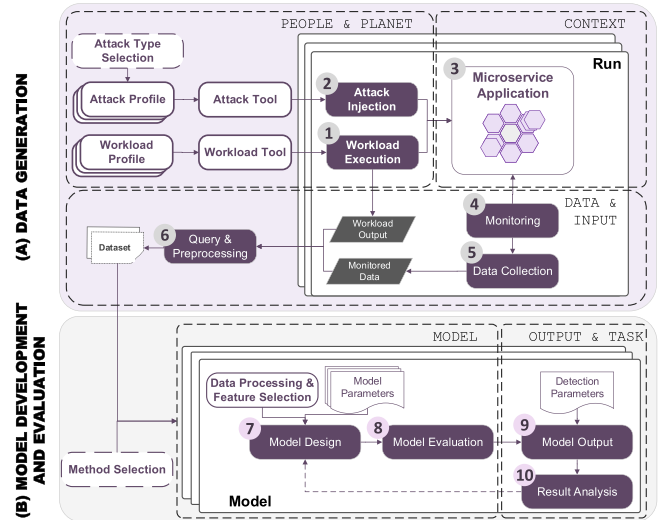 (A) DATA GENERATION
PEOPLE & PLANET
CONTEXT
Run
Attack Type
Selection
Attack Profile
Attack Tool
2
Attack
Injection
3
Microservice
Application
Workload
Profile
Workload Tool
1
Workload
Execution
DATA &
INPUT
4
Monitoring
5
Data Collection
Workload
Output
Monitored
Data
6
Query &
Preprocessing
Dataset
(B) MODEL DEVELOPMENT
AND EVALUATION
MODEL
OUTPUT & TASK
Data Processing &
Feature Selection
Model
Parameters
Detection
Parameters
7
Model Design
8
Model Evaluation
9
Model Output
10
Result Analysis
Method Selection
Model